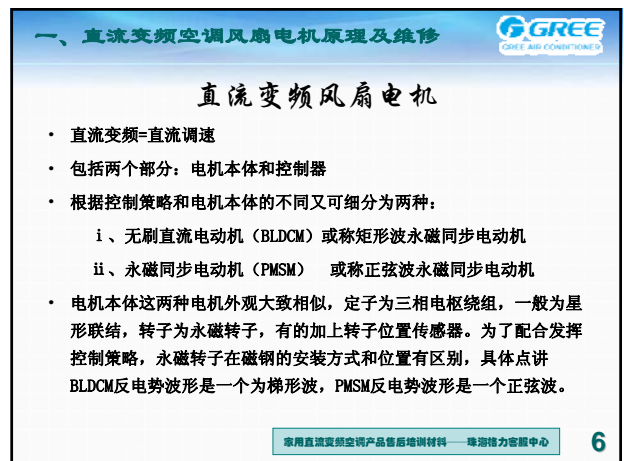 一、直流变频空调风扇电机原理及维修
GREE
GREE AIR CONDITIONER
直流变频风扇电机
• 直流变频=直流调速
• 包括两个部分：电机本体和控制器
• 根据控制策略和电机本体的不同又可细分为两种：
ⅰ、无刷直流电动机（BLDCM）或称矩形波永磁同步电动机
ⅱ、永磁同步电动机（PMSM） 或称正弦波永磁同步电动机
• 电机本体这两种电机外观大致相似，定子为三相电枢绕组，一般为星
形联结，转子为永磁转子，有的加上转子位置传感器。为了配合发挥
控制策略，永磁转子在磁钢的安装方式和位置有区别，具体点讲
BLDCM反电势波形是一个为梯形波，PMSM反电势波形是一个正弦波。
家用直流变频空调产品售后培训材料——珠海格力客服中心
6